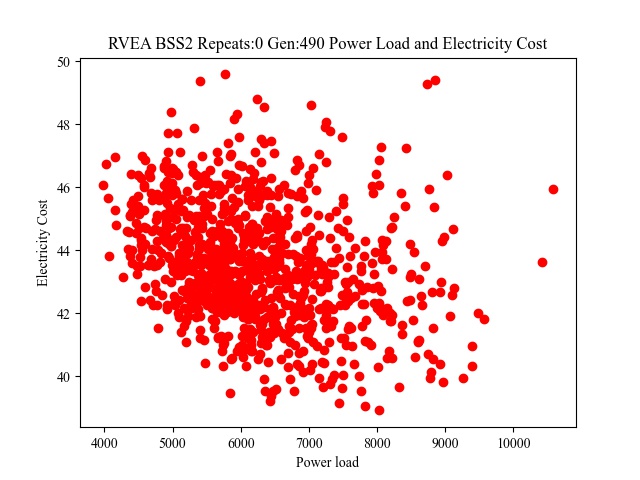 RVEA BSS2 Repeats:0 Gen:490 Power Load and Electricity Cost
50
48
46
44
42
40
Electricity Cost
4000 5000 6000 7000 8000 9000 10000
Power load